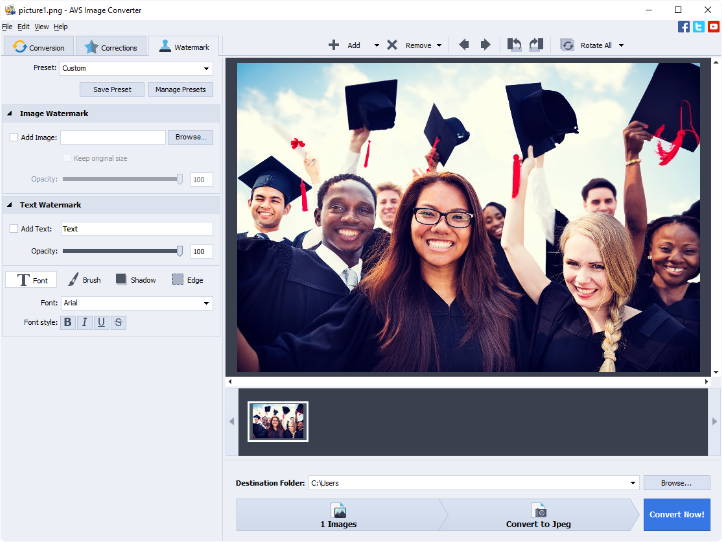 picture1.png - AVS Image Converter
File Edit View Help
Conversion Corrections Watermark
Add Remove Rotate All
Preset: Custom
Save Preset Manage Presets
Image Watermark
Add Image: Browse...
Keep original size
Opacity: 100
Text Watermark
Add Text: Text
Opacity: 100
T Font Brush Shadow Edge
Font: Arial
Font style: B I U S
Destination Folder: C:\Users Browse...
1 Images Convert to Jpeg Convert Now!